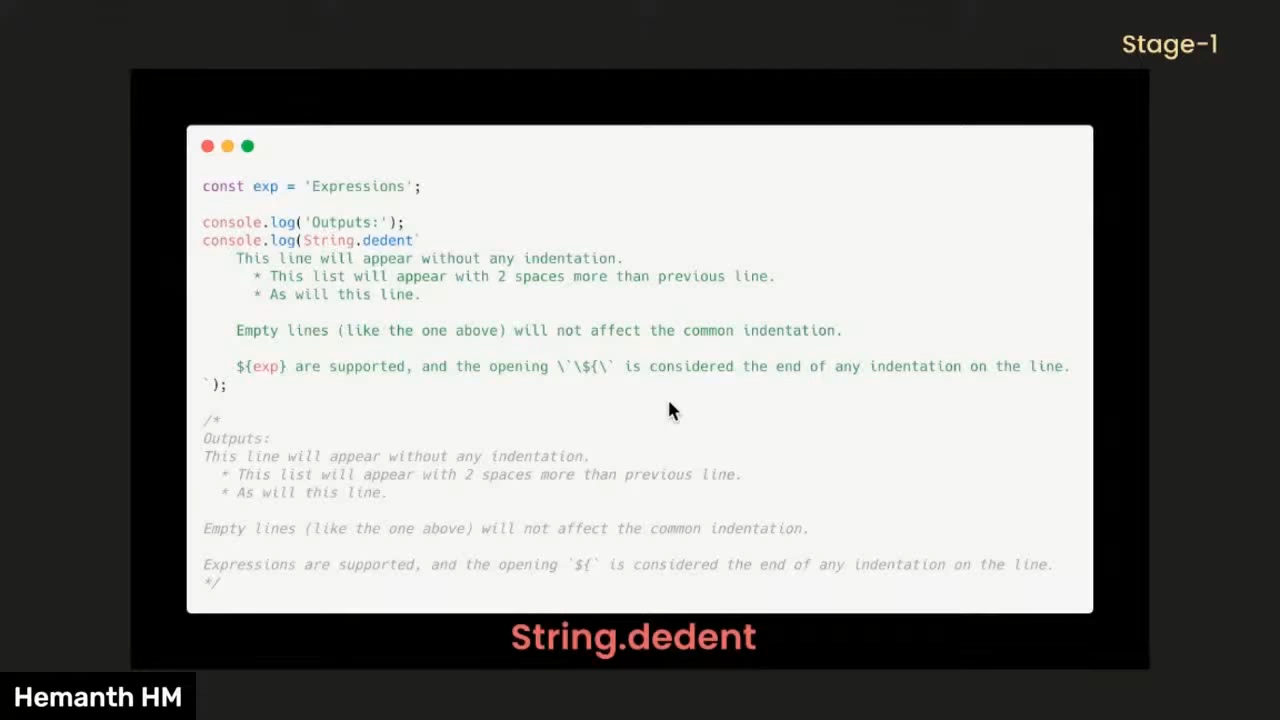 Stage-1
const exp = 'Expressions';
console.log('Outputs:');
console.log(String.dedent`
This line will appear without any indentation.
* This list will appear with 2 spaces more than previous line.
* As will this line.
Empty lines (like the one above) will not affect the common indentation.
${exp} are supported, and the opening \`\${\` is considered the end of any indentation on the line.
`);
/*
Outputs:
This line will appear without any indentation.
* This list will appear with 2 spaces more than previous line.
* As will this line.
Empty lines (like the one above) will not affect the common indentation.
Expressions are supported, and the opening `${` is considered the end of any indentation on the line.
*/
String.dedent
Hemanth HM